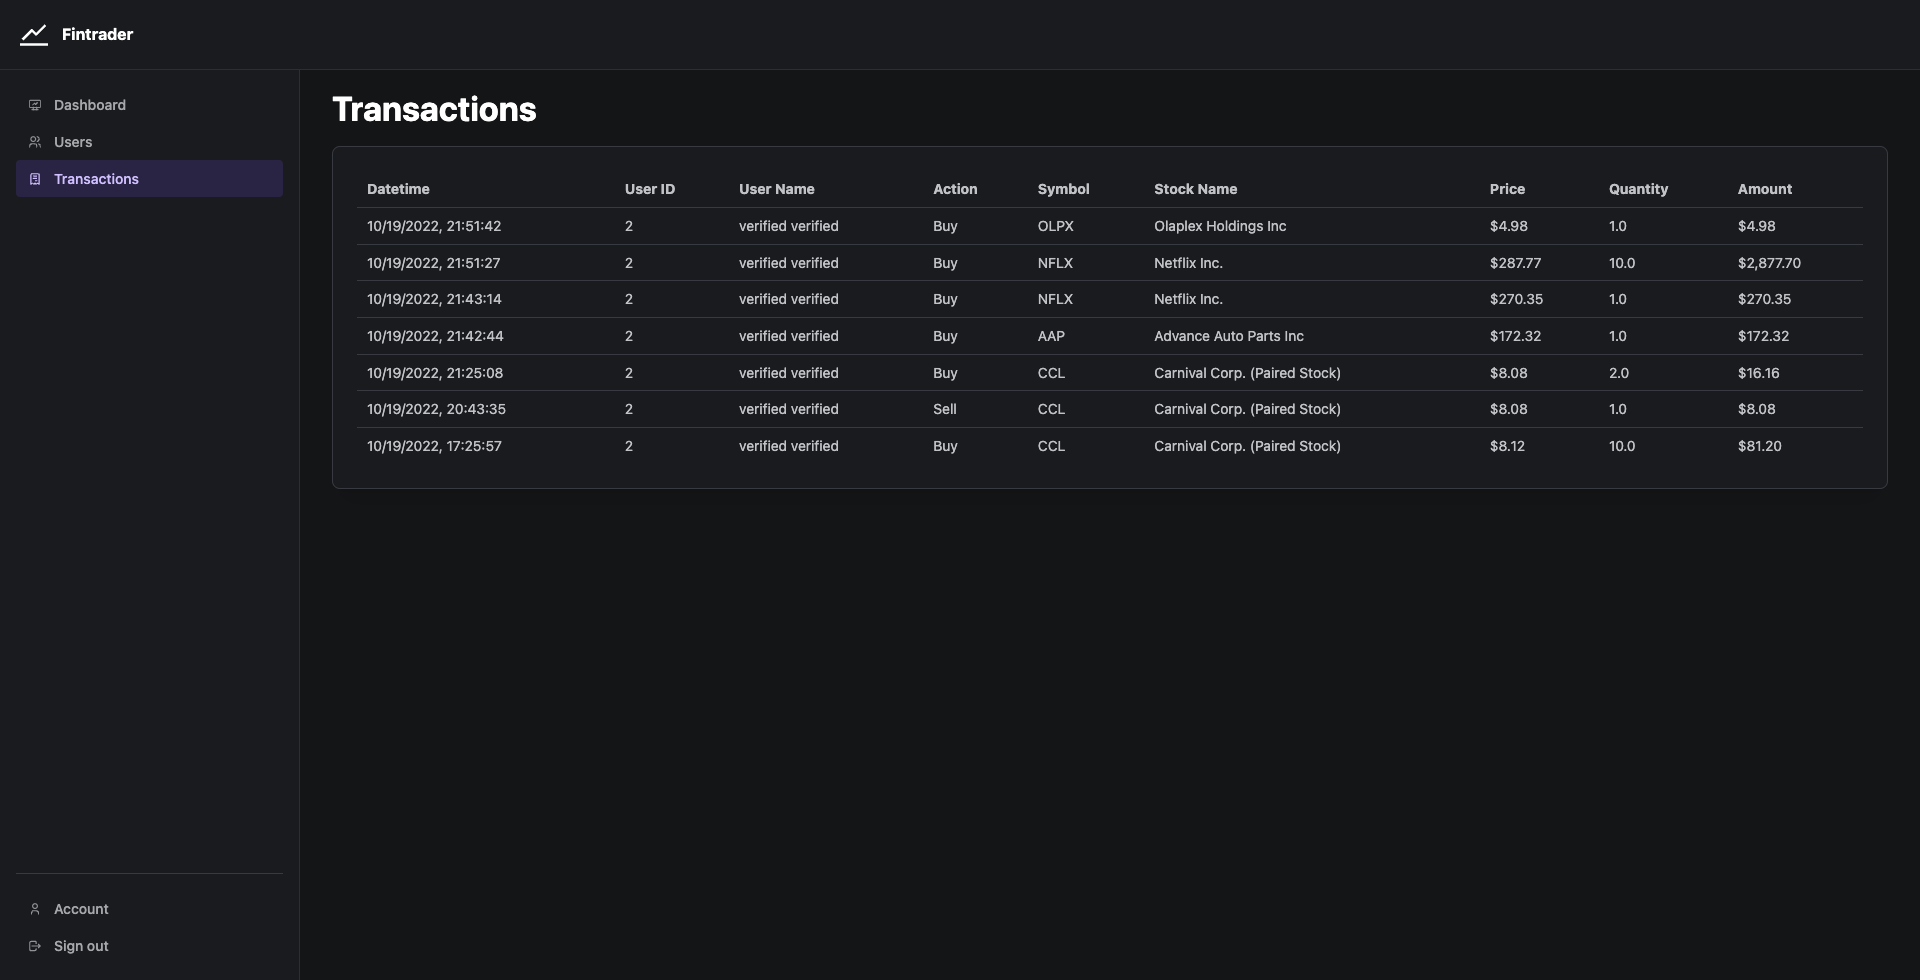 Fintrader
Dashboard
Users
Transactions
Account
Sign out
Transactions
Datetime User ID User Name Action Symbol Stock Name Price Quantity Amount
10/19/2022, 21:51:42 2 verified verified Buy OLPX Olaplex Holdings Inc $4.98 1.0 $4.98
10/19/2022, 21:51:27 2 verified verified Buy NFLX Netflix Inc. $287.77 10.0 $2,877.70
10/19/2022, 21:43:14 2 verified verified Buy NFLX Netflix Inc. $270.35 1.0 $270.35
10/19/2022, 21:42:44 2 verified verified Buy AAP Advance Auto Parts Inc $172.32 1.0 $172.32
10/19/2022, 21:25:08 2 verified verified Buy CCL Carnival Corp. (Paired Stock) $8.08 2.0 $16.16
10/19/2022, 20:43:35 2 verified verified Sell CCL Carnival Corp. (Paired Stock) $8.08 1.0 $8.08
10/19/2022, 17:25:57 2 verified verified Buy CCL Carnival Corp. (Paired Stock) $8.12 10.0 $81.20